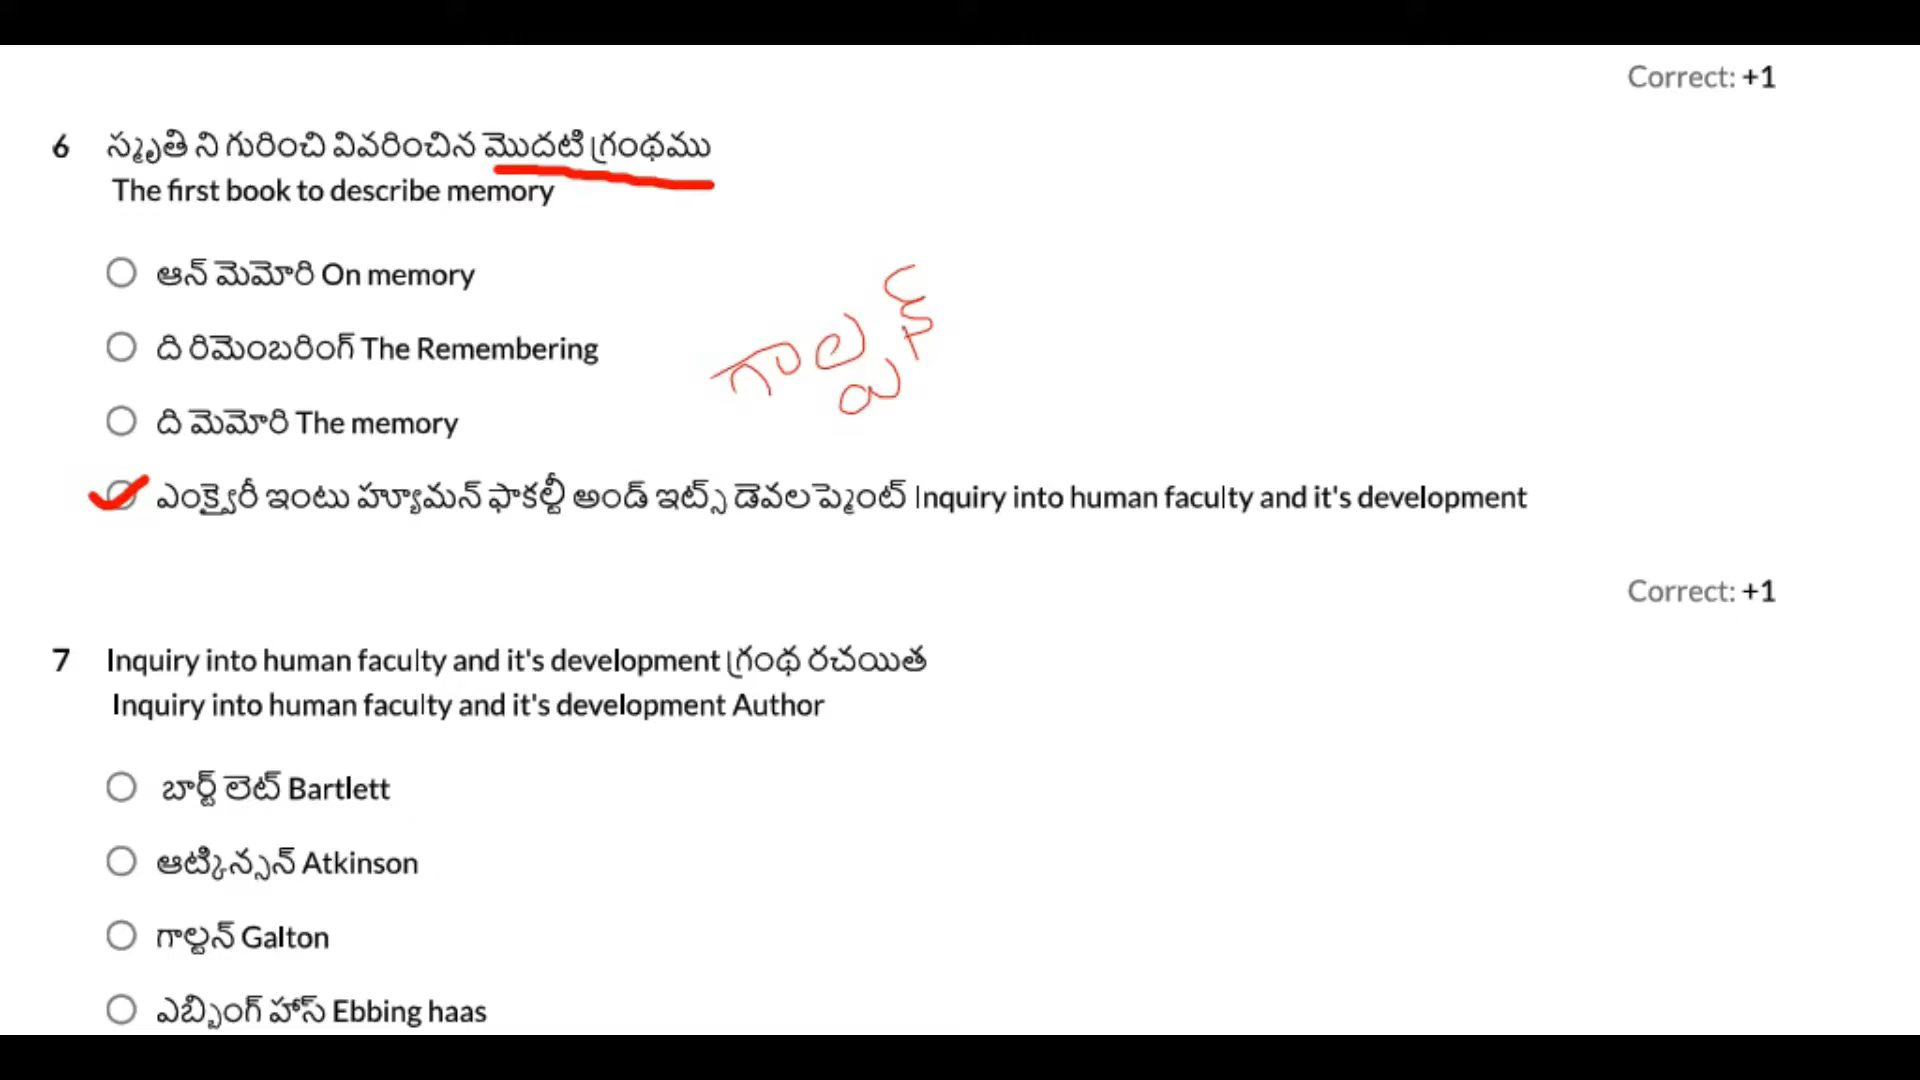 Correct: +1
6 స్మృతి ని గురించి వివరించిన మొదటి గ్రంథము
The first book to describe memory
ఆన్ మెమోరి On memory
ది రిమెంబరింగ్ The Remembering
ది మెమోరి The memory
గాల్టన్
ఎంక్వైరీ ఇంటు హ్యూమన్ ఫాకల్టీ అండ్ ఇట్స్ డెవలప్మెంట్ Inquiry into human faculty and it's development
Correct: +1
7 Inquiry into human faculty and it's development గ్రంథ రచయిత
Inquiry into human faculty and it's development Author
బార్ట్ లెట్ Bartlett
ఆట్కిన్సన్ Atkinson
గాల్టన్ Galton
ఎబ్బింగ్ హాస్ Ebbing haas